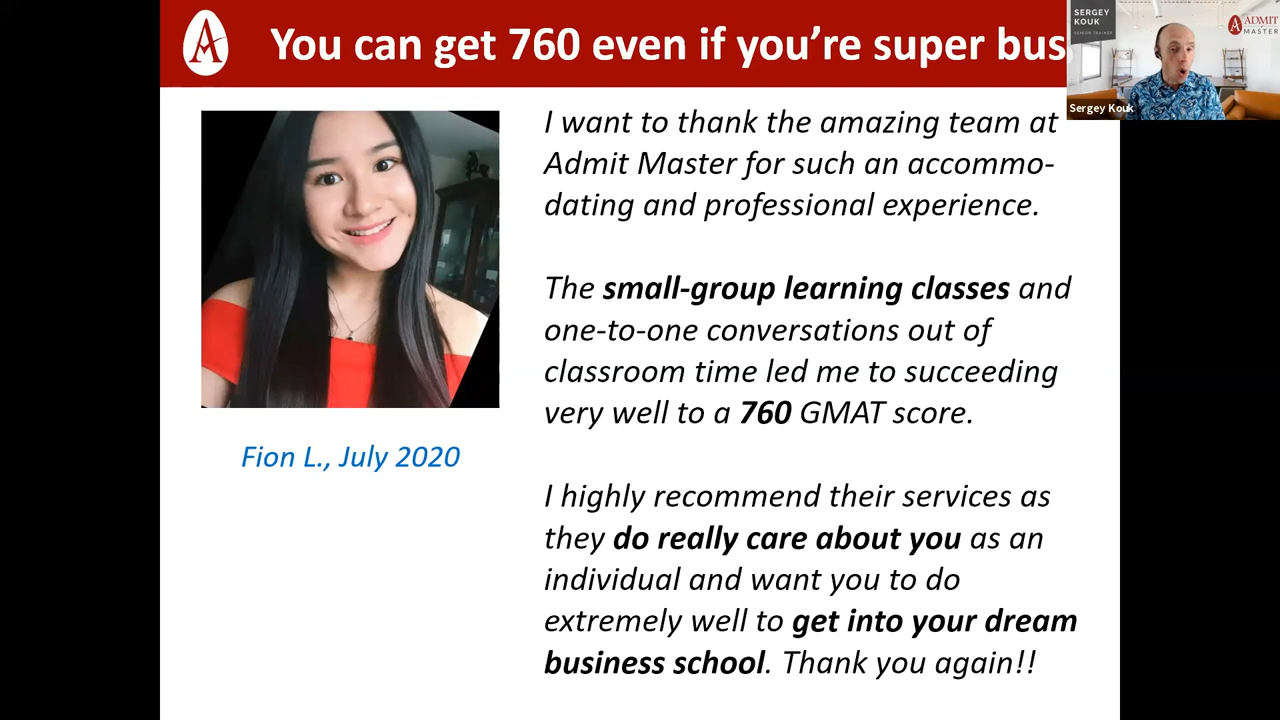 You can get 760 even if you're super bus
SERGEY
KOUK
SENIOR TRAINER
ADMIT
MASTER
Sergey Kouk
I want to thank the amazing team at
Admit Master for such an accommo-
dating and professional experience.
The small-group learning classes and
one-to-one conversations out of
classroom time led me to succeeding
very well to a 760 GMAT score.
I highly recommend their services as
they do really care about you as an
individual and want you to do
extremely well to get into your dream
business school. Thank you again!!
Fion L., July 2020